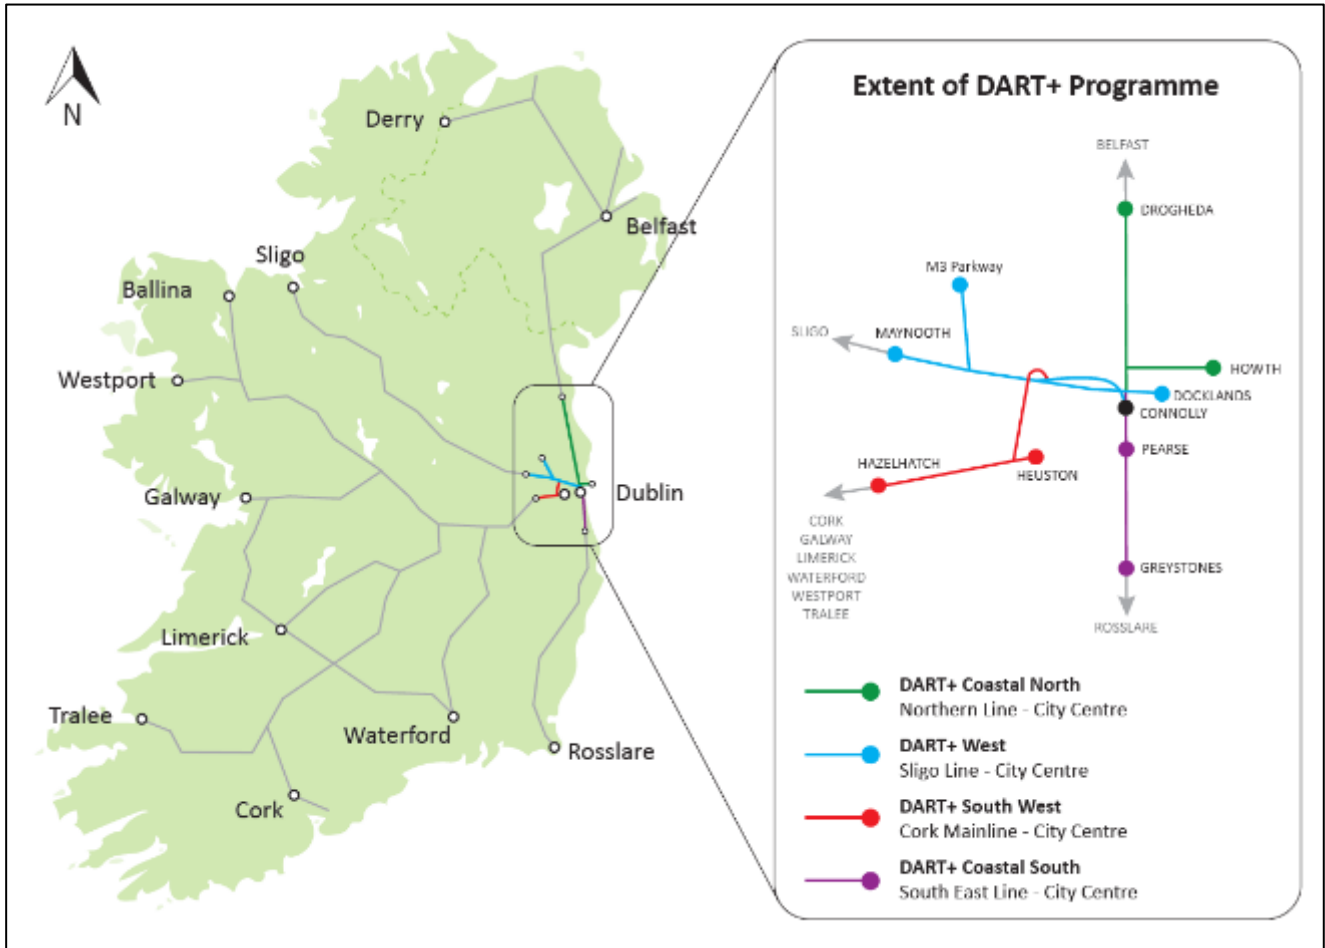 N
Derry
Belfast
Sligo
Ballina
Westport
Galway
Dublin
Limerick
Tralee
Waterford
Rosslare
Cork
Extent of DART+ Programme
BELFAST
DROGHEDA
M3 Parkway
SLIGO
MAYNOOTH
HOWTH
DOCKLANDS
CONNOLLY
PEARSE
HAZELHATCH
HEUSTON
CORK
GALWAY
LIMERICK
WATERFORD
WESTPORT
TRALEE
GREYSTONES
ROSSLARE
DART+ Coastal North
Northern Line - City Centre
DART+ West
Sligo Line - City Centre
DART+ South West
Cork Mainline - City Centre
DART+ Coastal South
South East Line - City Centre